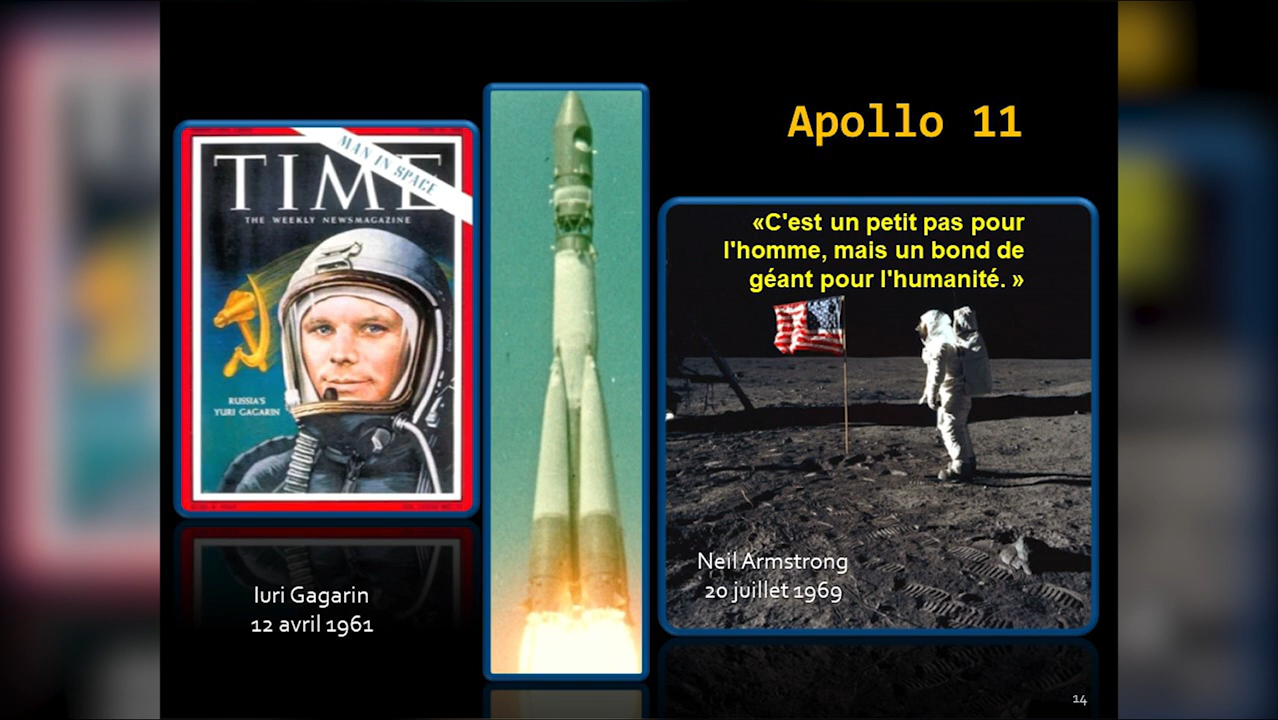 MAN IN SPACE
TIME
THE WEEKLY NEWSMAGAZINE
RUSSIA'S
YURI GAGARIN
Iuri Gagarin
12 avril 1961
Apollo 11
«C'est un petit pas pour
l'homme, mais un bond de
géant pour l'humanité. »
Neil Armstrong
20 juillet 1969
14